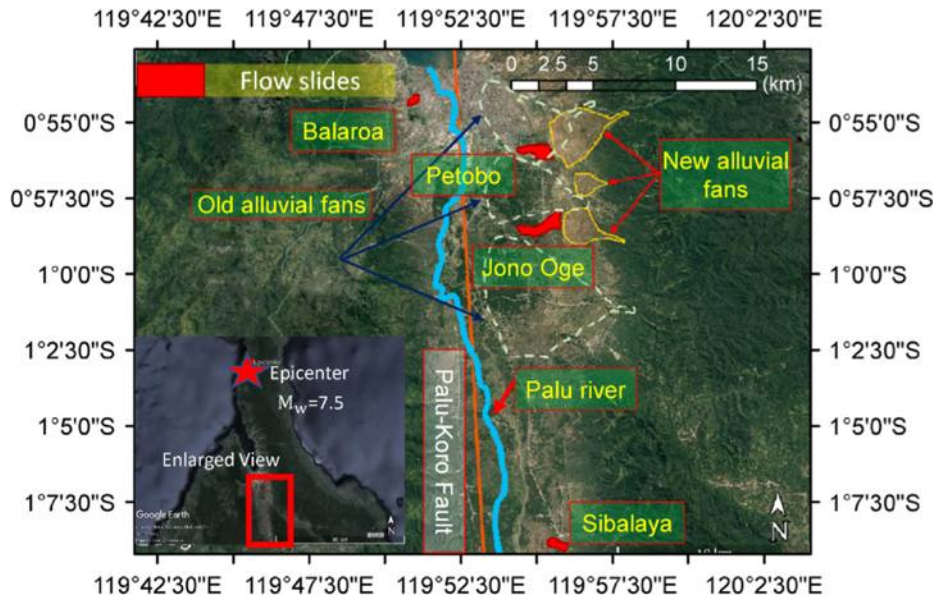 119°42'30"E 119°47'30"E 119°52'30"E 119°57'30"E 120°2'30"E
Flow slides
0 2.5 5 10 15
(km)
0°55'0"S
0°55'0"S
Balaroa
Petobo
New alluvial
fans
0°57'30"S
0°57'30"S
Old alluvial fans
Jono Oge
1°0'0"S
1°0'0"S
1°2'30"S
1°2'30"S
Epicenter
Mw=7.5
Palu-Koro Fault
Palu river
1°5'0"S
1°5'0"S
Enlarged View
1°7'30"S
1°7'30"S
Google Earth
N
Sibalaya
N
119°42'30"E 119°47'30"E 119°52'30"E 119°57'30"E 120°2'30"E